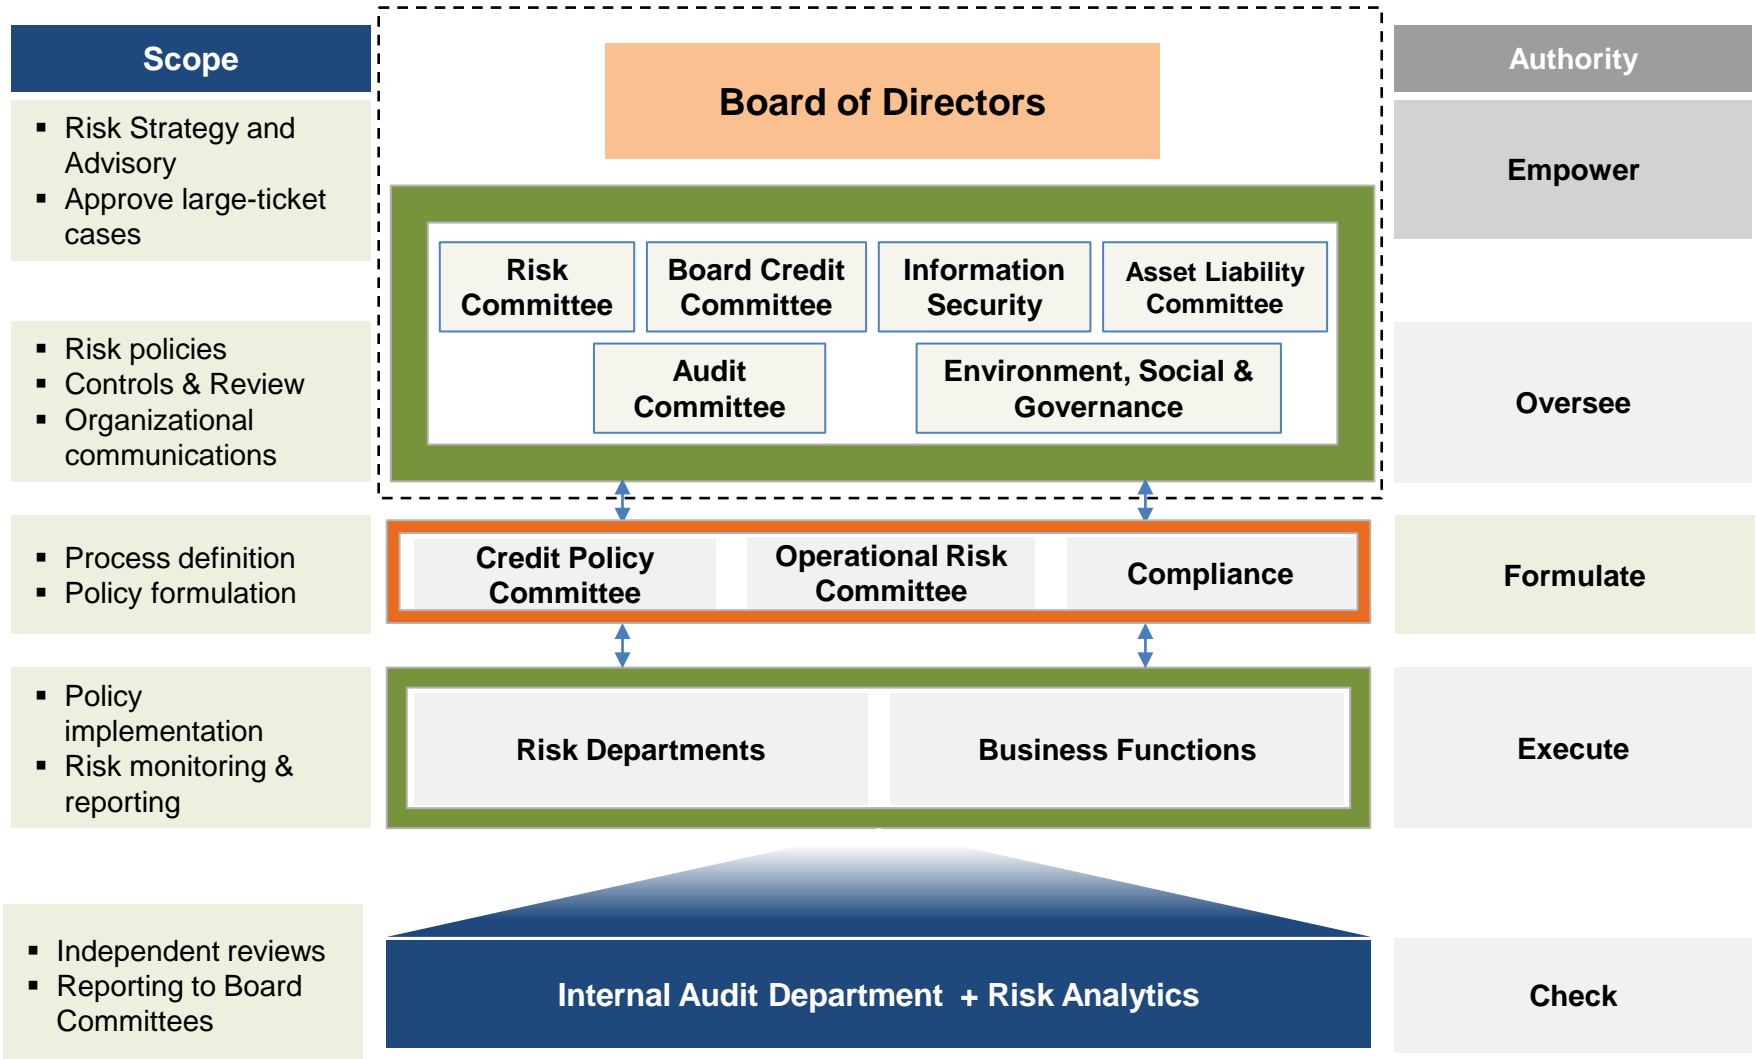 Scope
Board of Directors
Authority
▪ Risk Strategy and
Advisory
▪ Approve large-ticket
cases
Empower
Risk
Committee
Board Credit
Committee
Information
Security
Asset Liability
Committee
▪ Risk policies
▪ Controls & Review
▪ Organizational
communications
Audit
Committee
Environment, Social &
Governance
Oversee
▪ Process definition
▪ Policy formulation
Credit Policy
Committee
Operational Risk
Committee
Compliance
Formulate
▪ Policy
implementation
▪ Risk monitoring &
reporting
Risk Departments
Business Functions
Execute
▪ Independent reviews
▪ Reporting to Board
Committees
Internal Audit Department + Risk Analytics
Check